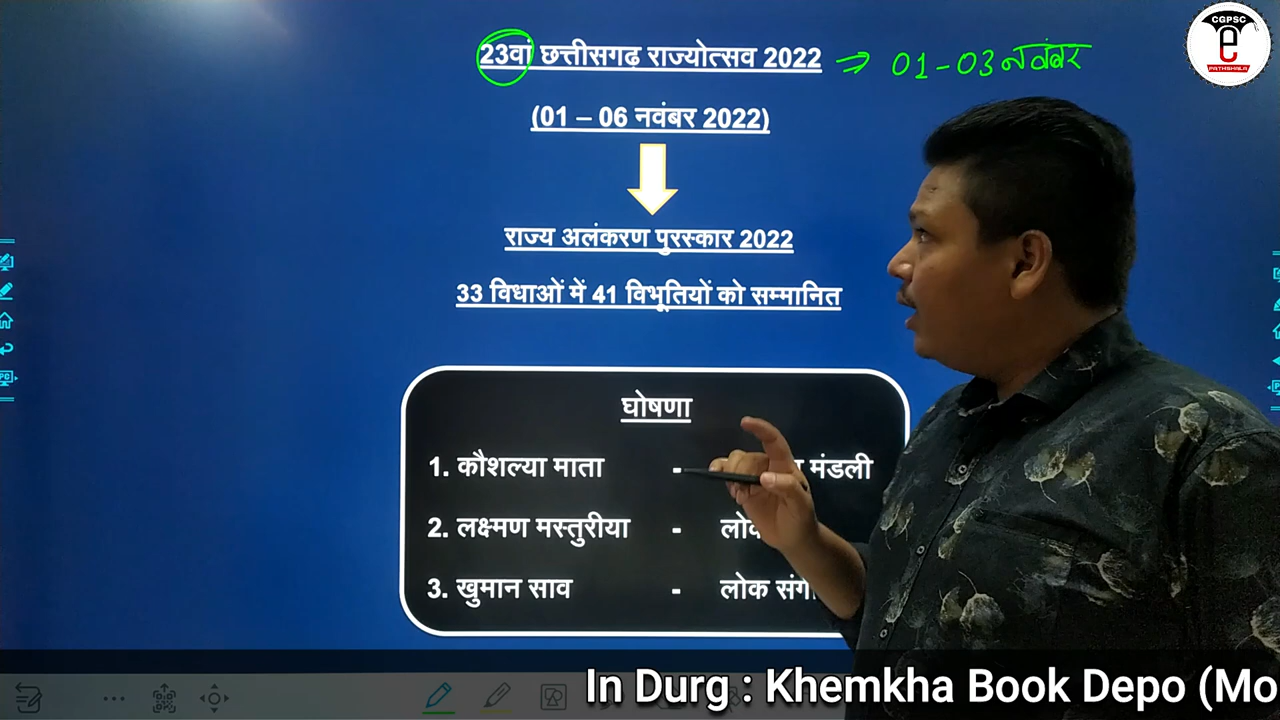 CGPSC
e
PATHSHALA
23वां छत्तीसगढ़ राज्योत्सव 2022 ⇒ 01-03 नवंबर
(01 – 06 नवंबर 2022)
राज्य अलंकरण पुरस्कार 2022
33 विधाओं में 41 विभूतियों को सम्मानित
घोषणा
1. कौशल्या माता - मंडली
2. लक्ष्मण मस्तुरीया -
3. खुमान साव - लोक
In Durg : Khemkha Book Depo (Mo